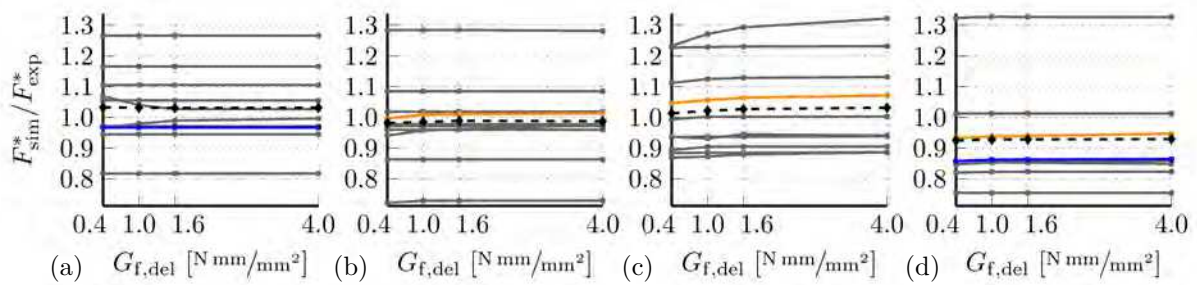 1.3 1.3 1.3 1.3
1.2 1.2 1.2 1.2
1.1 1.1 1.1 1.1
1.0 1.0 1.0 1.0
0.9 0.9 0.9 0.9
0.8 0.8 0.8 0.8
F*sim/F*exp
0.4 1.0 1.6 4.0 0.4 1.0 1.6 4.0 0.4 1.0 1.6 4.0 0.4 1.0 1.6 4.0
(a) Gf,del [N mm/mm²] (b) Gf,del [N mm/mm²] (c) Gf,del [N mm/mm²] (d) Gf,del [N mm/mm²]